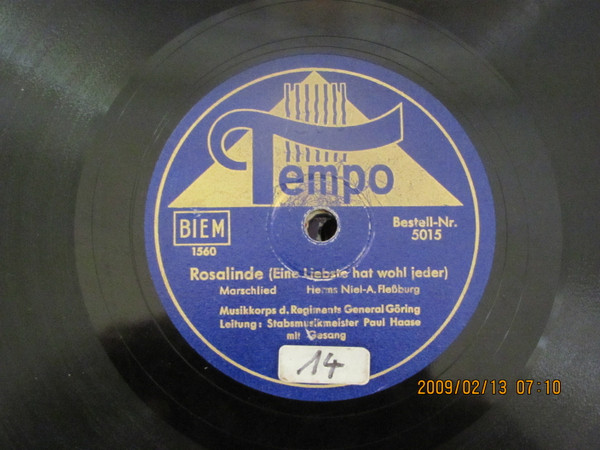 Tempo
BIEM
1560
Bestell-Nr.
5015
Rosalinde (Eine Liebste hat wohl jeder)
Marschlied Herms Niel-A. Fleßburg
Musikkorps d. Regiments General Göring
Leitung: Stabsmusikmeister Paul Haase
mit Gesang
14
2009/02/13 07:10